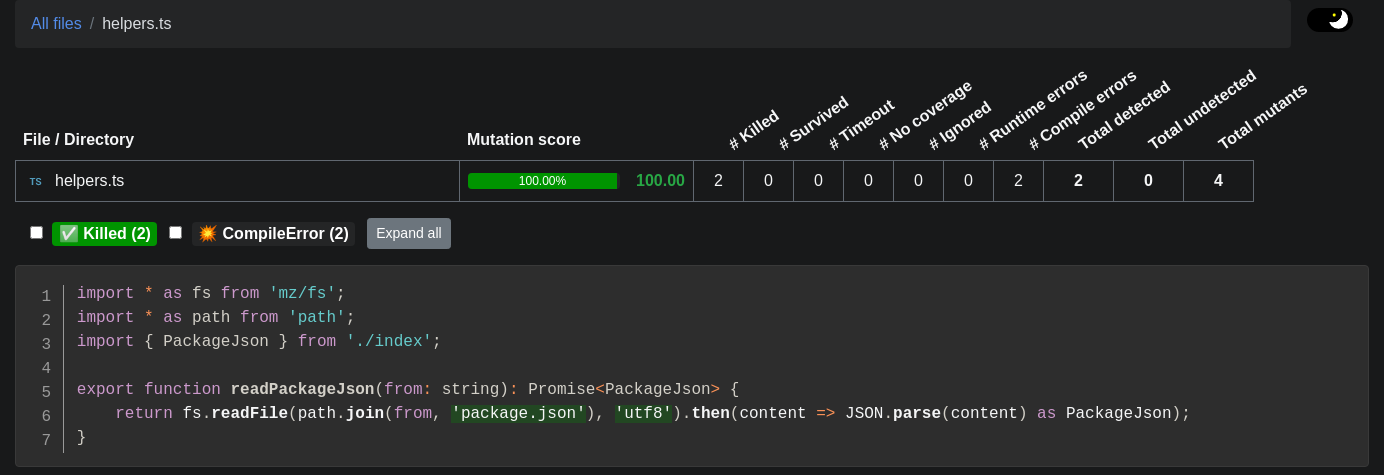 All files / helpers.ts
File / Directory Mutation score # Killed # Survived # Timeout # No coverage # Ignored # Runtime errors # Compile errors Total detected Total undetected Total mutants
TS helpers.ts 100.00% 100.00 2 0 0 0 0 0 2 2 0 4
✅ Killed (2) 💥 CompileError (2) Expand all
1 import * as fs from 'mz/fs';
2 import * as path from 'path';
3 import { PackageJson } from './index';
4
5 export function readPackageJson(from: string): Promise<PackageJson> {
6     return fs.readFile(path.join(from, 'package.json'), 'utf8').then(content => JSON.parse(content) as PackageJson);
7 }